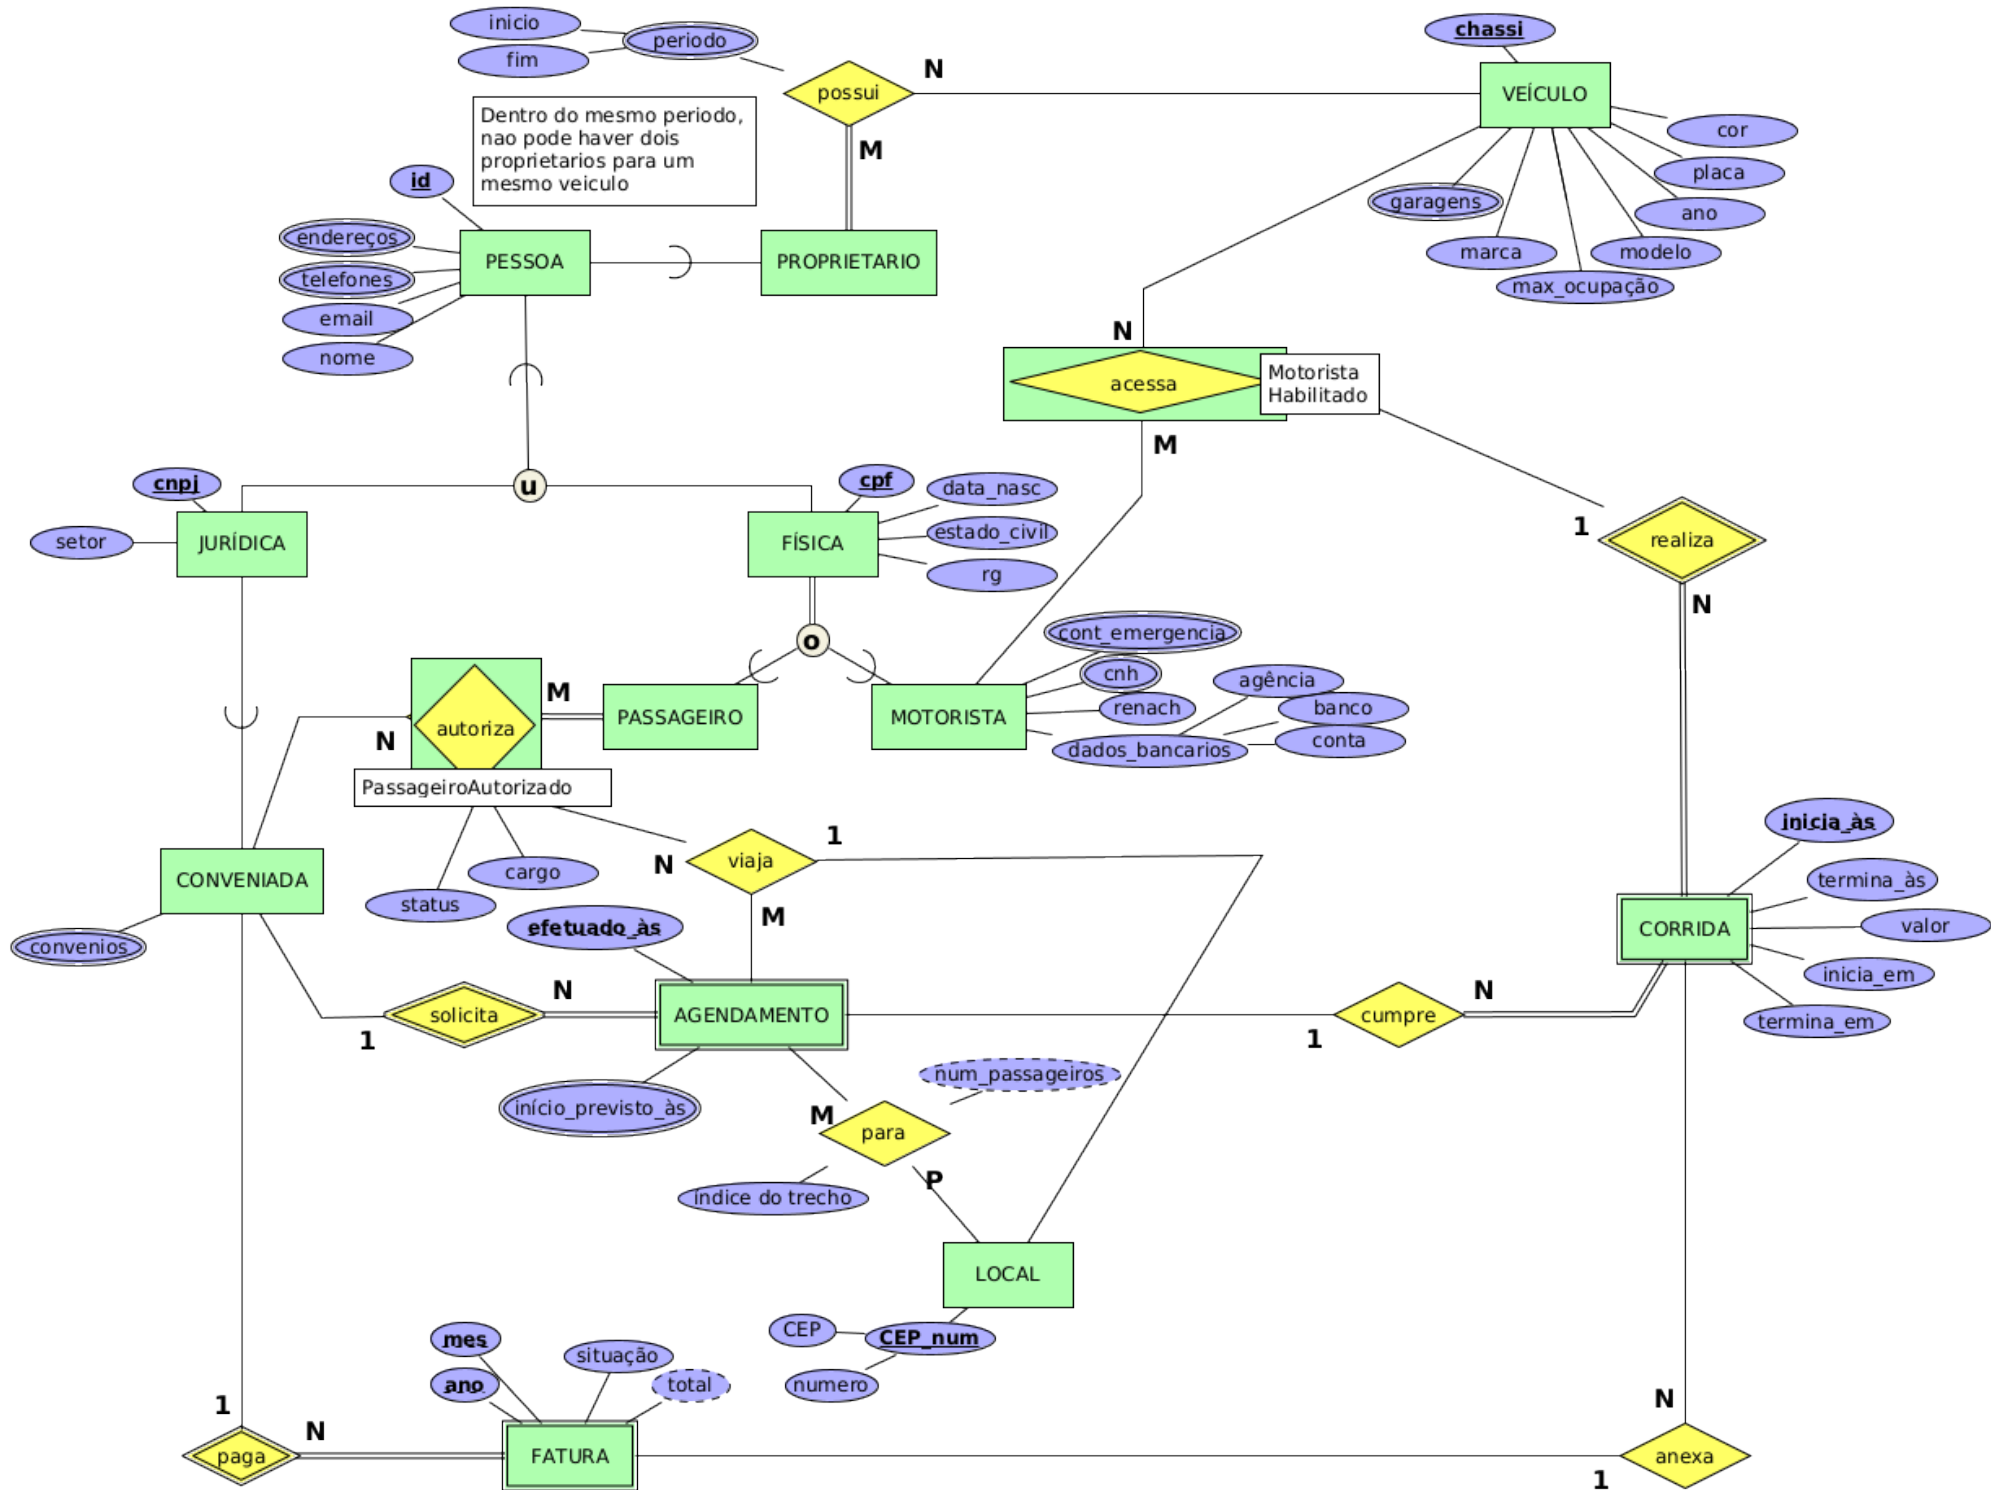 inicio
fim
periodo
possui
N
M
chassi
VEÍCULO
cor
placa
ano
modelo
max_ocupação
marca
garagens
Dentro do mesmo periodo,
nao pode haver dois
proprietarios para um
mesmo veiculo
id
endereços
telefones
email
nome
PESSOA
PROPRIETARIO
N
acessa
Motorista
Habilitado
M
u
cnpj
setor
JURÍDICA
cpf
data_nasc
estado_civil
rg
FÍSICA
1
realiza
N
o
cont_emergencia
cnh
renach
agência
banco
conta
dados_bancarios
MOTORISTA
PASSAGEIRO
M
autoriza
N
PassageiroAutorizado
status
cargo
viaja
1
N
M
CONVENIADA
convenios
efetuado_às
AGENDAMENTO
início_previsto_às
N
solicita
1
inicia_às
termina_às
valor
inicia_em
termina_em
CORRIDA
N
cumpre
1
num_passageiros
M
para
P
índice do trecho
LOCAL
CEP
CEP_num
numero
mes
ano
situação
total
FATURA
1
paga
N
N
anexa
1